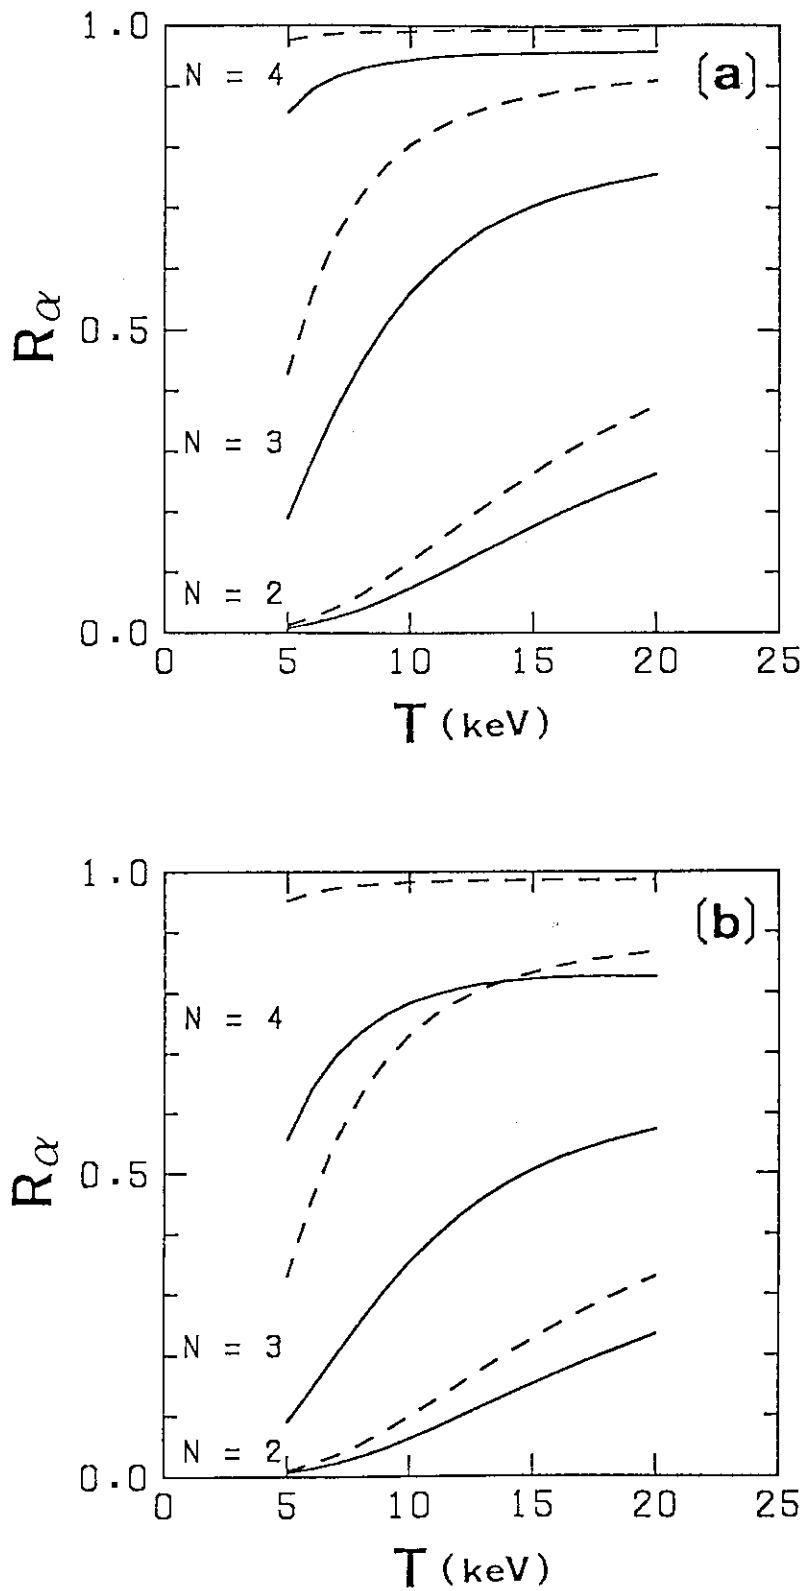 1.0
N = 4
(a)
Rα
0.5
N = 3
N = 2
0.0
0 5 10 15 20 25
T (keV)
1.0
(b)
N = 4
Rα
0.5
N = 3
N = 2
0.0
0 5 10 15 20 25
T (keV)